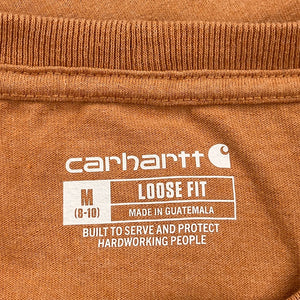 carhartt
M
(8-10)
LOOSE FIT
MADE IN GUATEMALA
BUILT TO SERVE AND PROTECT
HARDWORKING PEOPLE